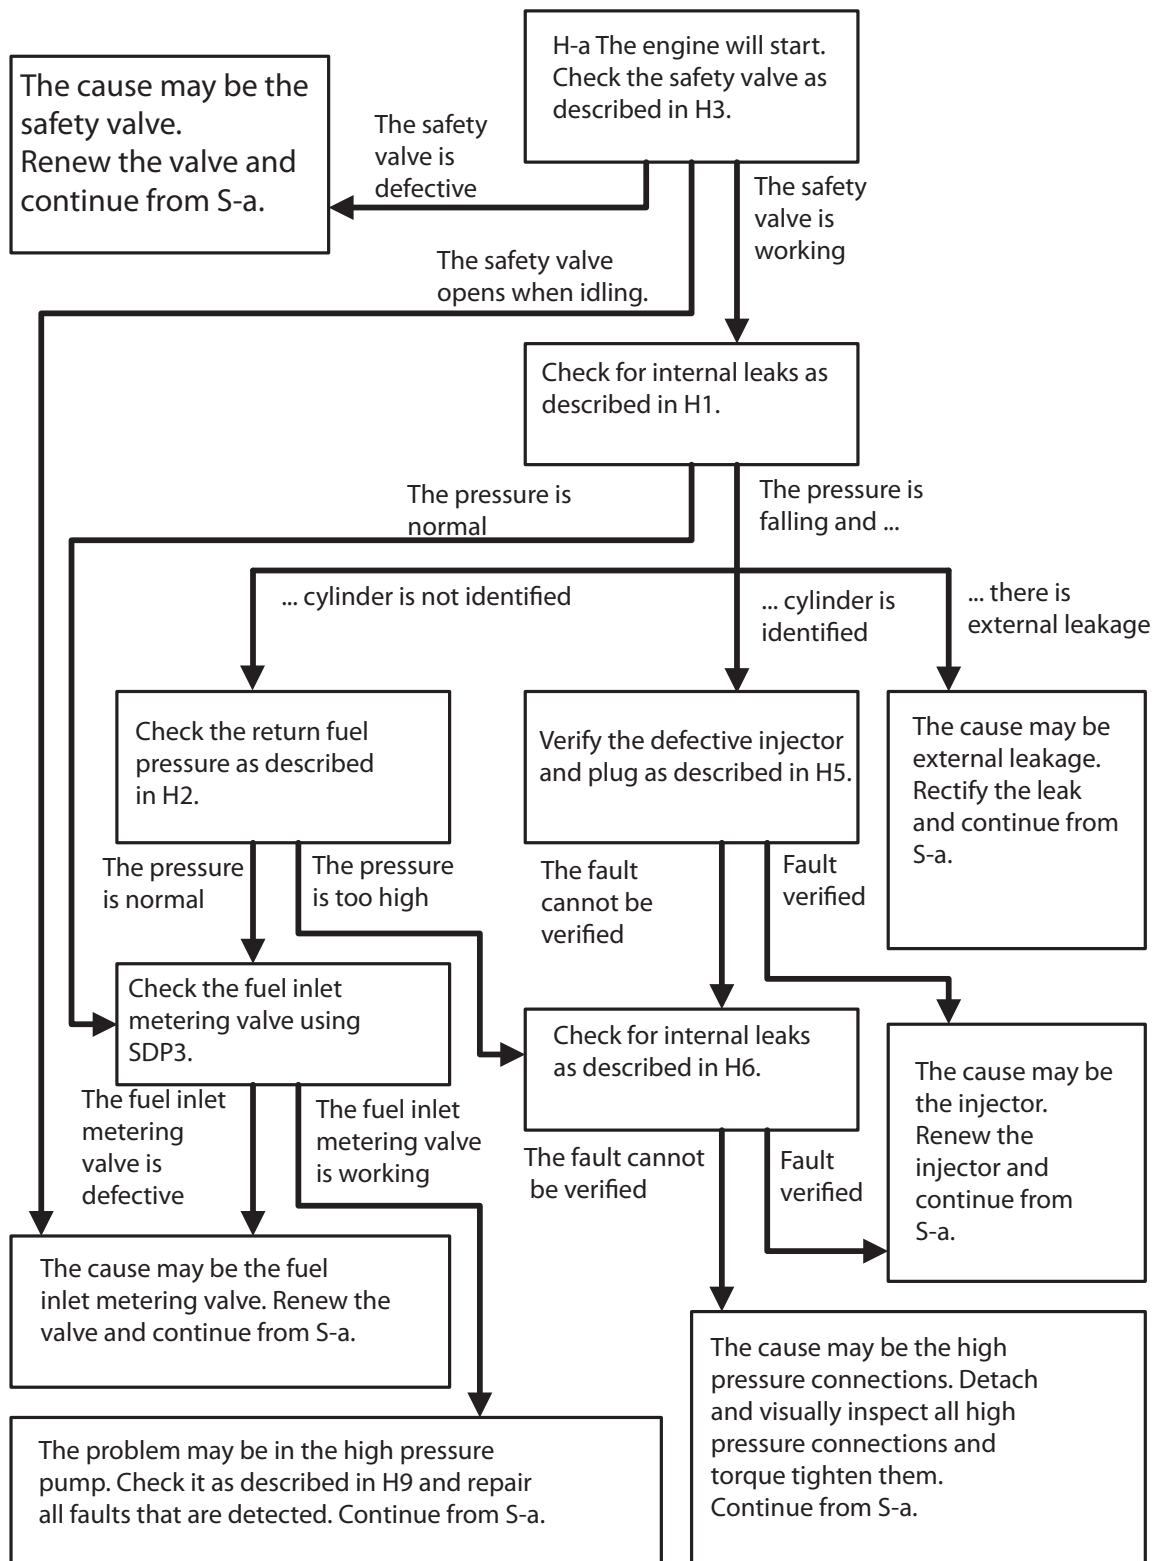 H-a The engine will start.
Check the safety valve as
described in H3.
The cause may be the
safety valve.
Renew the valve and
continue from S-a.
The safety
valve is
defective
The safety
valve is
working
The safety valve
opens when idling.
Check for internal leaks as
described in H1.
The pressure is
normal
The pressure is
falling and ...
... cylinder is not identified
... cylinder is
identified
... there is
external leakage
Check the return fuel
pressure as described
in H2.
Verify the defective injector
and plug as described in H5.
The cause may be
external leakage.
Rectify the leak
and continue from
S-a.
The pressure
is normal
The pressure
is too high
The fault
cannot be
verified
Fault
verified
Check the fuel inlet
metering valve using
SDP3.
Check for internal leaks
as described in H6.
The cause may be
the injector.
Renew the
injector and
continue from
S-a.
The fuel inlet
metering
valve is
defective
The fuel inlet
metering valve
is working
The fault cannot
be verified
Fault
verified
The cause may be the fuel
inlet metering valve. Renew the
valve and continue from S-a.
The cause may be the high
pressure connections. Detach
and visually inspect all high
pressure connections and
torque tighten them.
Continue from S-a.
The problem may be in the high pressure
pump. Check it as described in H9 and repair
all faults that are detected. Continue from S-a.